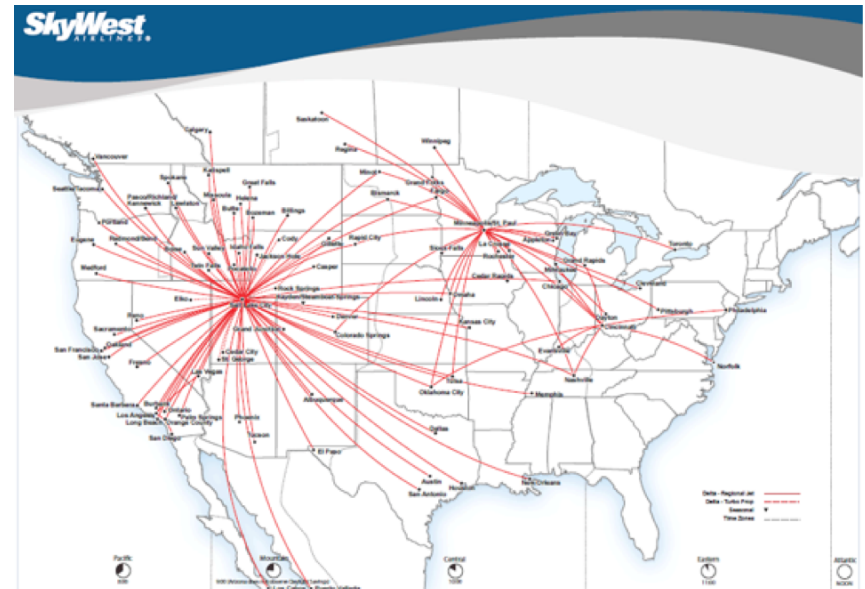 SkyWest
AIRLINES
Saskatoon
Calgary
Regina
Winnipeg
Vancouver
Spokane
Kalispell
Great Falls
Minot
Grand Forks
Fargo
Seattle/Tacoma
Pasco/Richland/
Kennewick
Lewiston
Missoula
Helena
Butte
Bozeman
Billings
Bismarck
Portland
Minneapolis/St. Paul
Eugene
Redmond/Bend
Boise
Sun Valley
Idaho Falls
Cody
Gillette
Rapid City
Sioux Falls
La Crosse
Rochester
Green Bay
Appleton
Toronto
Jackson Hole
Medford
Twin Falls
Pocatello
Casper
Milwaukee
Grand Rapids
Rock Springs
Cedar Rapids
Chicago
Cleveland
Elko
Hayden/Steamboat Springs
Lincoln
Omaha
Reno
Denver
Dayton
Pittsburgh
Philadelphia
Sacramento
Grand Junction
Colorado Springs
Kansas City
Cincinnati
San Francisco
Oakland
San Jose
Cedar City
St. George
Evansville
Fresno
Norfolk
Las Vegas
Tulsa
Nashville
Oklahoma City
Albuquerque
Memphis
Santa Barbara
Burbank
Ontario
Los Angeles
Palm Springs
Long Beach
Orange County
Phoenix
Dallas
San Diego
Tucson
El Paso
Austin
Houston
New Orleans
San Antonio
Delta - Regional Jet
Delta - Turbo Prop
Seasonal
Time Zones
Pacific
Mountain
Central
Eastern
Atlantic
NOON